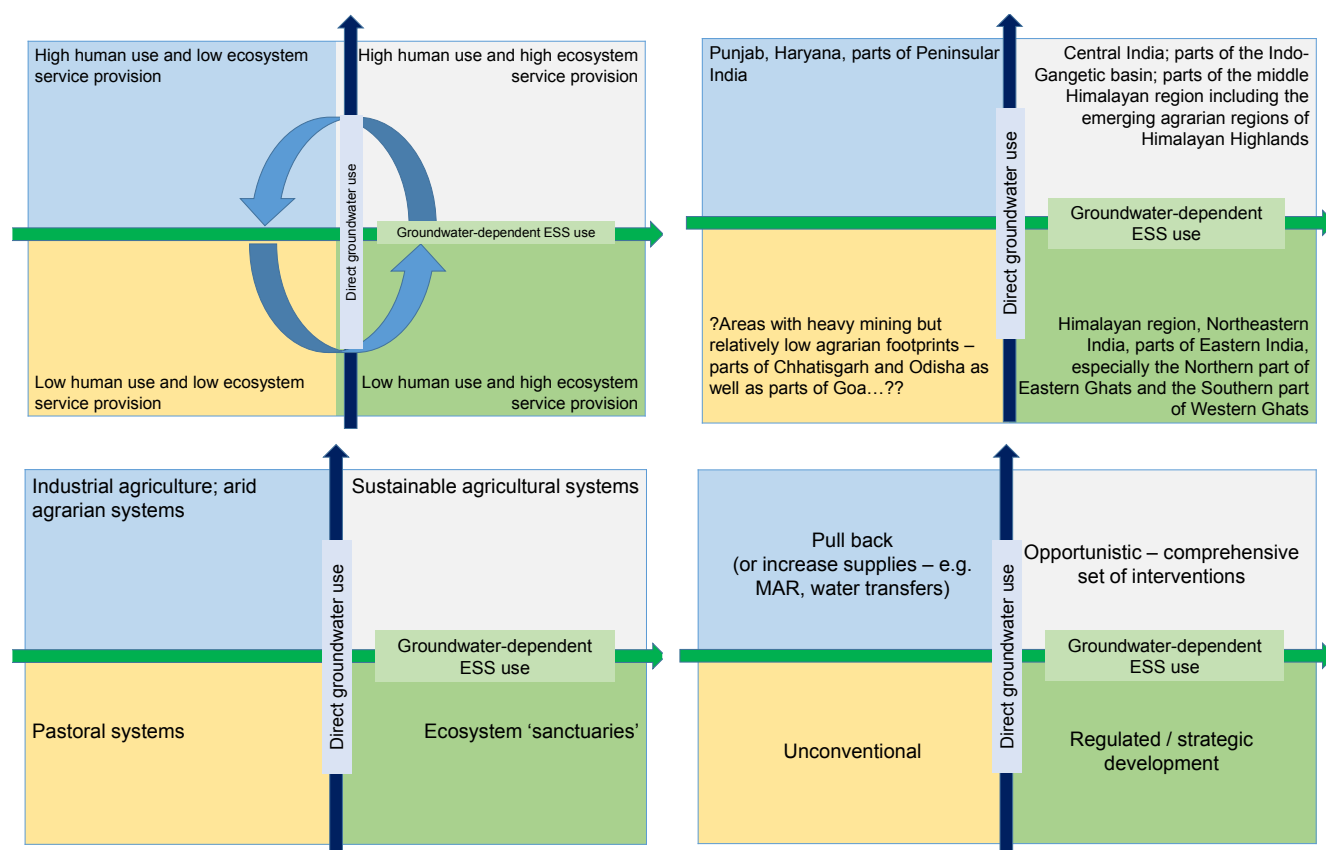 High human use and low ecosystem
service provision
High human use and high ecosystem
service provision
Direct groundwater use
Groundwater-dependent ESS use
Low human use and low ecosystem
service provision
Low human use and high ecosystem
service provision
Punjab, Haryana, parts of Peninsular
India
Central India; parts of the Indo-
Gangetic basin; parts of the middle
Himalayan region including the
emerging agrarian regions of
Himalayan Highlands
Direct groundwater use
Groundwater-dependent
ESS use
?Areas with heavy mining but
relatively low agrarian footprints –
parts of Chhatisgarh and Odisha as
well as parts of Goa…??
Himalayan region, Northeastern
India, parts of Eastern India,
especially the Northern part of
Eastern Ghats and the Southern part
of Western Ghats
Industrial agriculture; arid
agrarian systems
Sustainable agricultural systems
Direct groundwater use
Groundwater-dependent
ESS use
Pastoral systems
Ecosystem ‘sanctuaries’
Pull back
(or increase supplies – e.g.
MAR, water transfers)
Opportunistic – comprehensive
set of interventions
Direct groundwater use
Groundwater-dependent
ESS use
Unconventional
Regulated / strategic
development